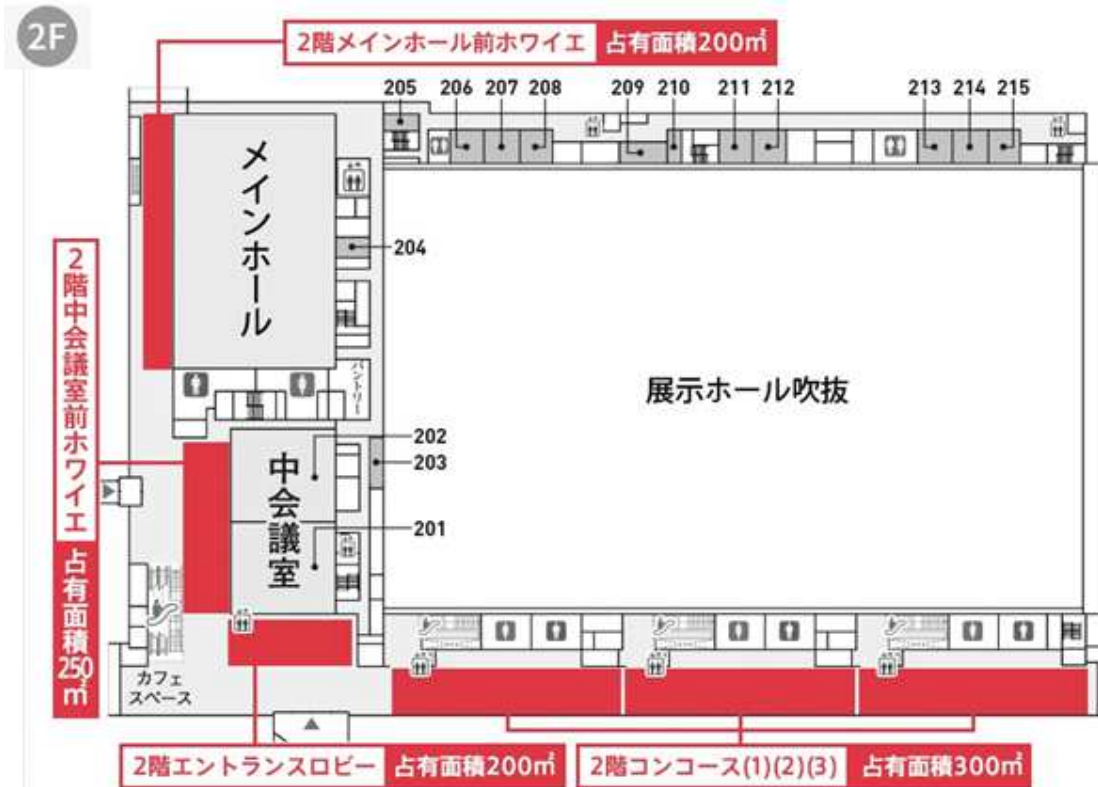 2F
2階メインホール前ホワイエ 占有面積200㎡
205 206 207 208 209 210 211 212 213 214 215
メインホール
204
2階中会議室前ホワイエ 占有面積250㎡
パントリー
展示ホール吹抜
202
203
中会議室
201
カフェ
スペース
2階エントランスロビー 占有面積200㎡
2階コンコース(1)(2)(3) 占有面積300㎡